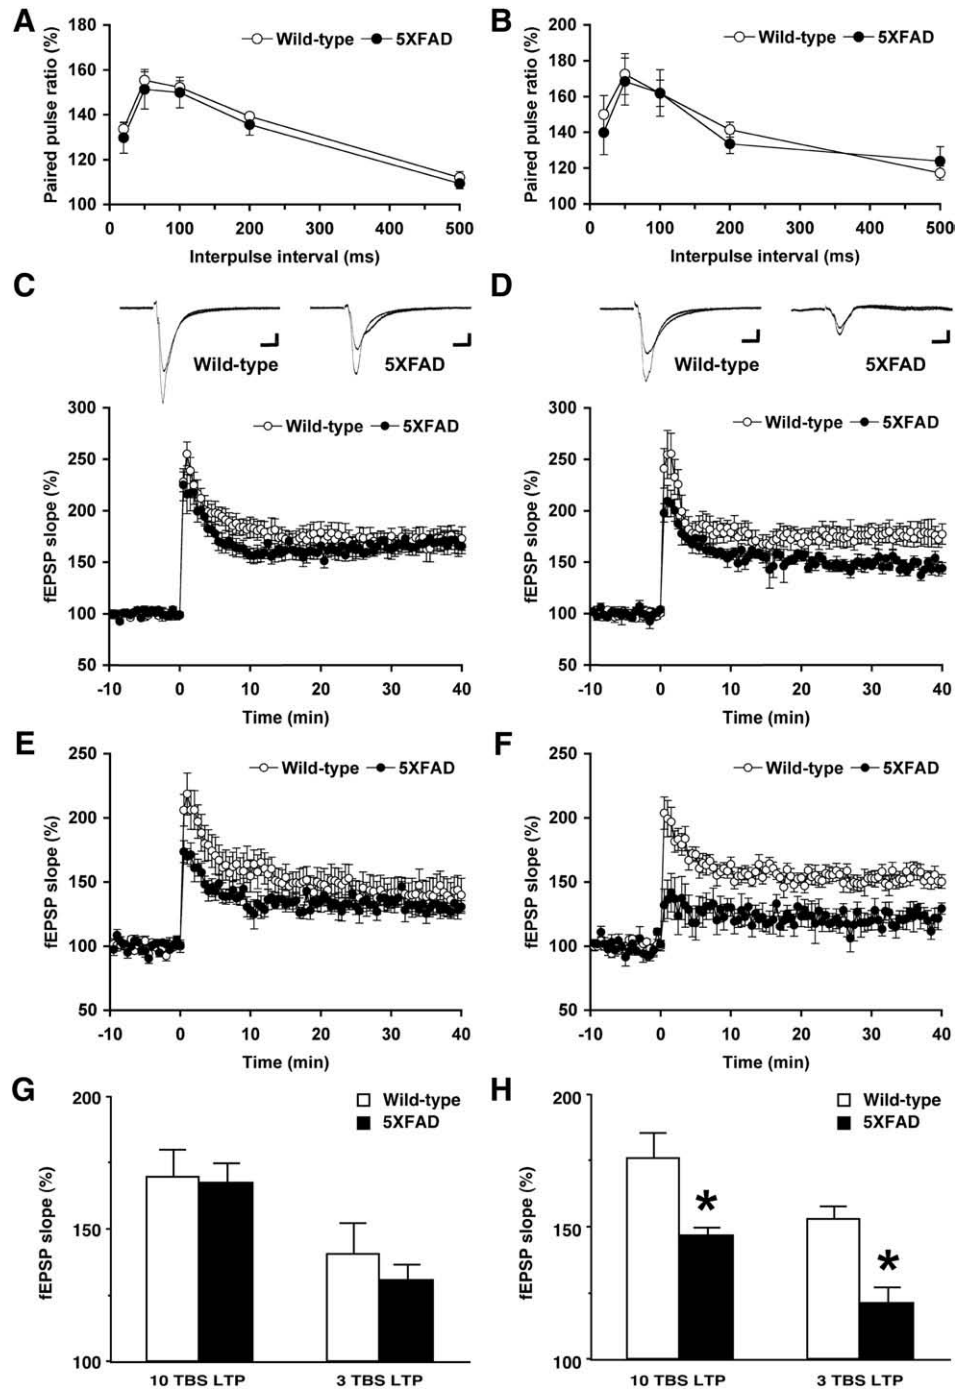 A
Paired pulse ratio (%)
180
160
140
120
100
Wild-type 5XFAD
0 100 200 300 400 500
Interpulse interval (ms)
B
Paired pulse ratio (%)
200
180
160
140
120
100
Wild-type 5XFAD
0 100 200 300 400 500
Interpulse interval (ms)
C
Wild-type 5XFAD
fEPSP slope (%)
300
250
200
150
100
50
Wild-type 5XFAD
-10 0 10 20 30 40
Time (min)
D
Wild-type 5XFAD
fEPSP slope (%)
300
250
200
150
100
50
Wild-type 5XFAD
-10 0 10 20 30 40
Time (min)
E
fEPSP slope (%)
250
200
150
100
50
Wild-type 5XFAD
-10 0 10 20 30 40
Time (min)
F
fEPSP slope (%)
250
200
150
100
50
Wild-type 5XFAD
-10 0 10 20 30 40
Time (min)
G
fEPSP slope (%)
200
150
100
Wild-type
5XFAD
10 TBS LTP 3 TBS LTP
H
fEPSP slope (%)
200
150
100
Wild-type
5XFAD
* *
10 TBS LTP 3 TBS LTP